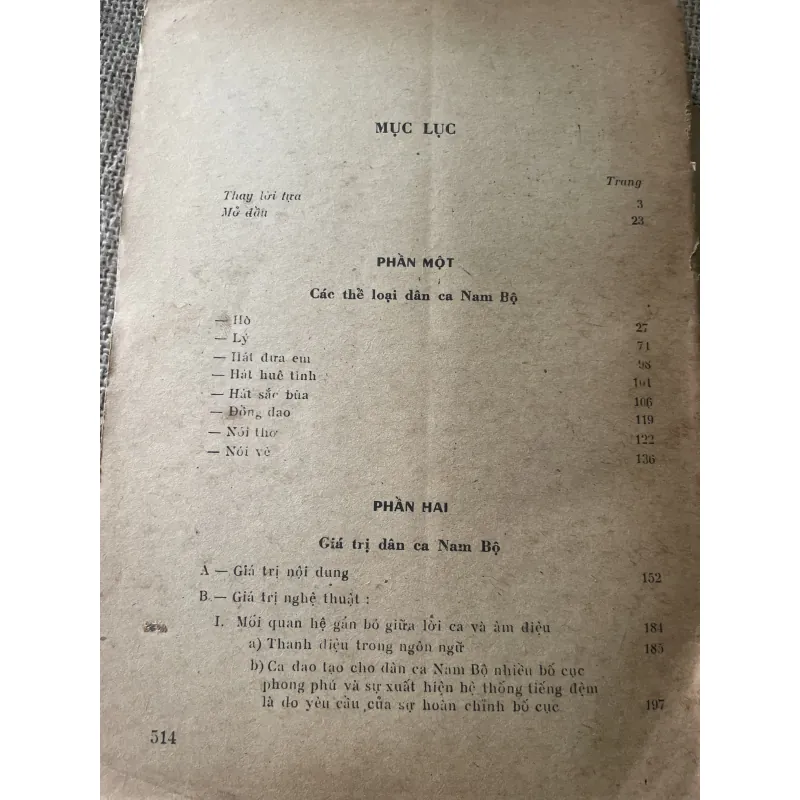 MỤC LỤC
Trang
Thay lời tựa 3
Mở đầu 23
PHẦN MỘT
Các thể loại dân ca Nam Bộ
— Hò 27
— Lý 71
— Hát đưa em 98
— Hát huê tình 101
— Hát sắc bùa 106
— Đồng dao 119
— Nói thơ 122
— Nói vè 136
PHẦN HAI
Giá trị dân ca Nam Bộ
A — Giá trị nội dung 152
B — Giá trị nghệ thuật :
I. Mối quan hệ gắn bó giữa lời ca và âm điệu 184
a) Thanh điệu trong ngôn ngữ 185
b) Ca dao tạo cho dân ca Nam Bộ nhiều bố cục
phong phú và sự xuất hiện hệ thống tiếng đệm
là do yêu cầu của sự hoàn chỉnh bố cục 197
514